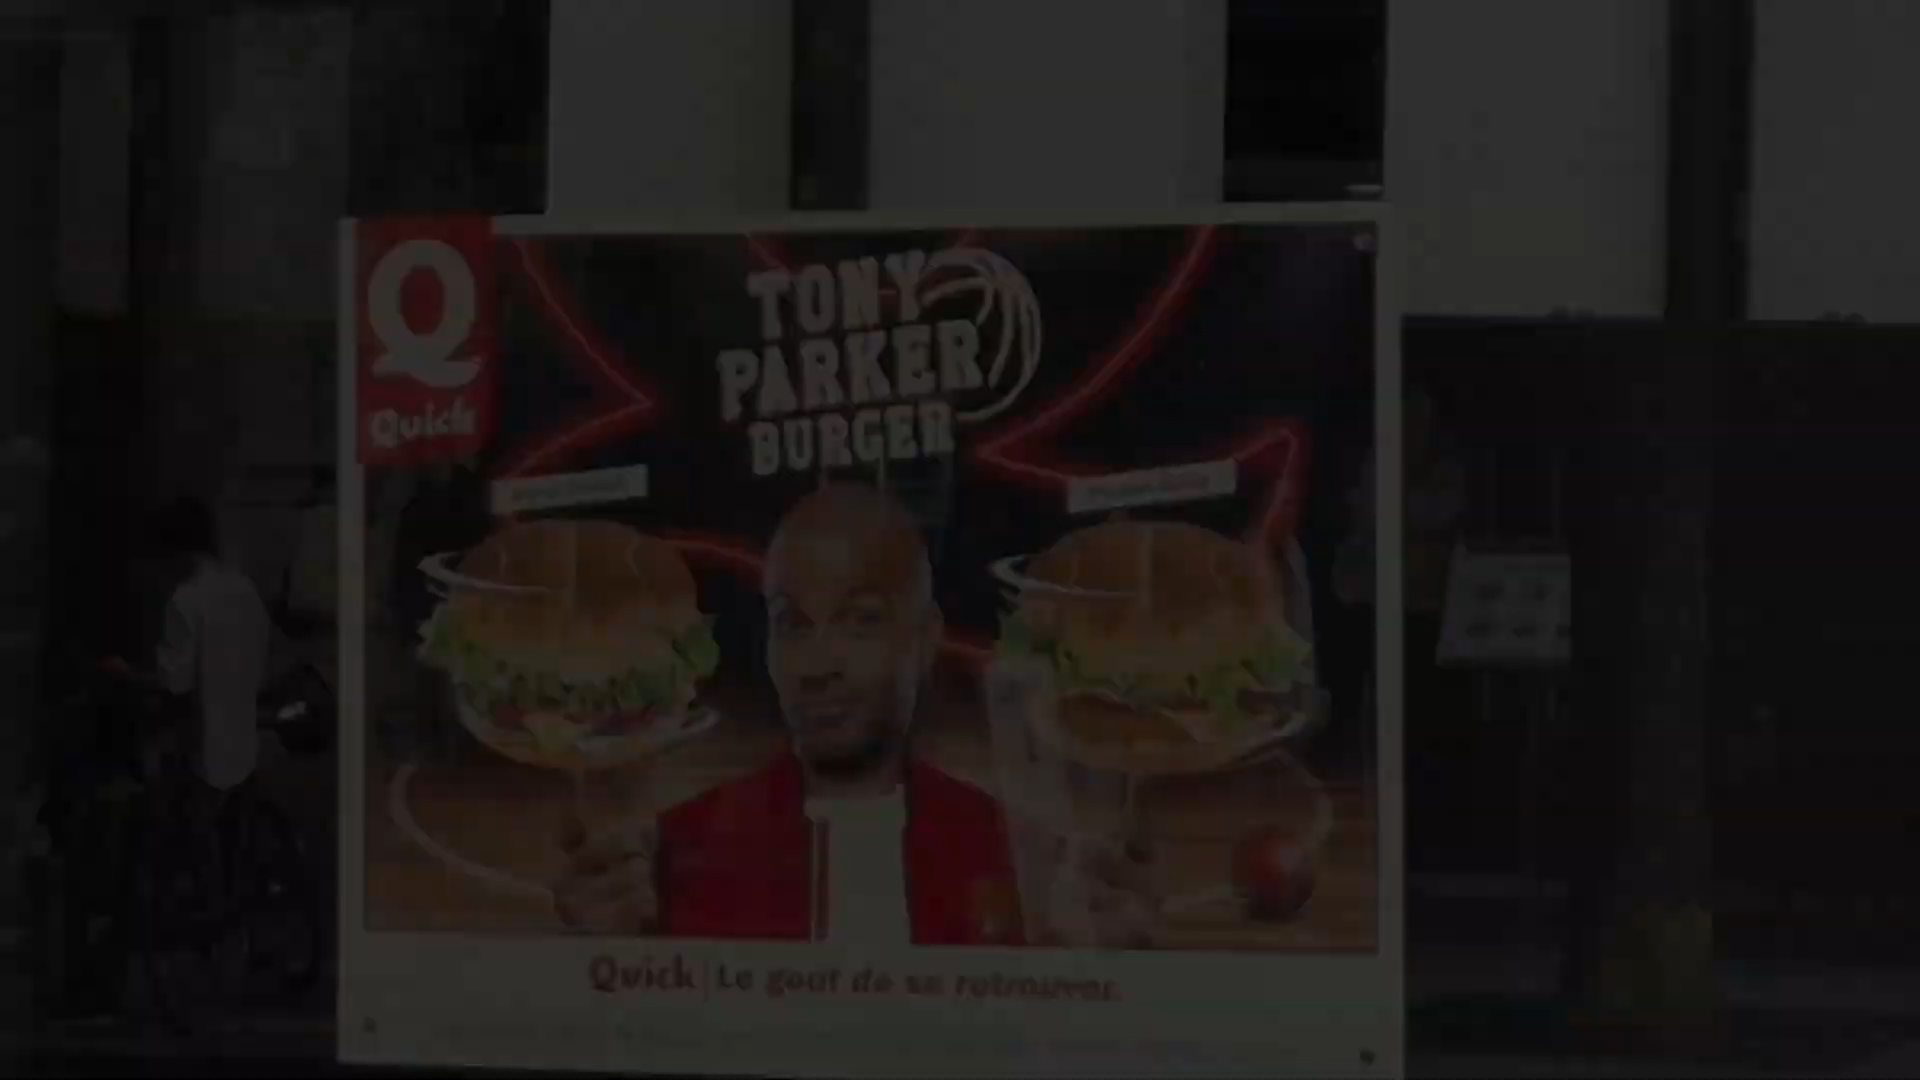 Q
Quick
TONY
PARKER
BURGER
Quick | Le goût de se retrouver.